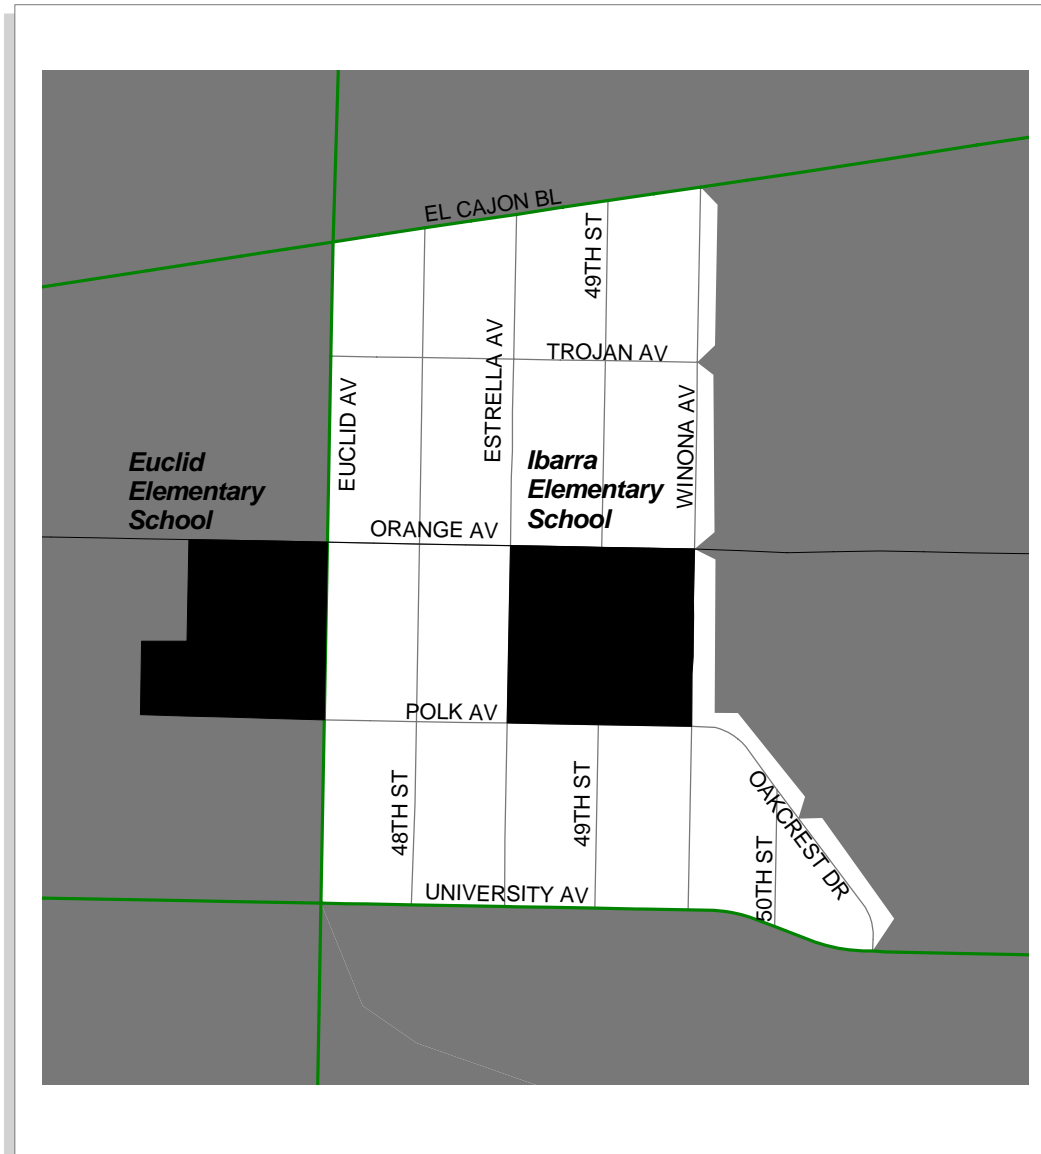 EL CAJON BL
49TH ST
ESTRELLA AV
TROJAN AV
EUCLID AV
WINONA AV
Euclid
Elementary
School
Ibarra
Elementary
School
ORANGE AV
POLK AV
48TH ST
49TH ST
OAKCREST DR
50TH ST
UNIVERSITY AV